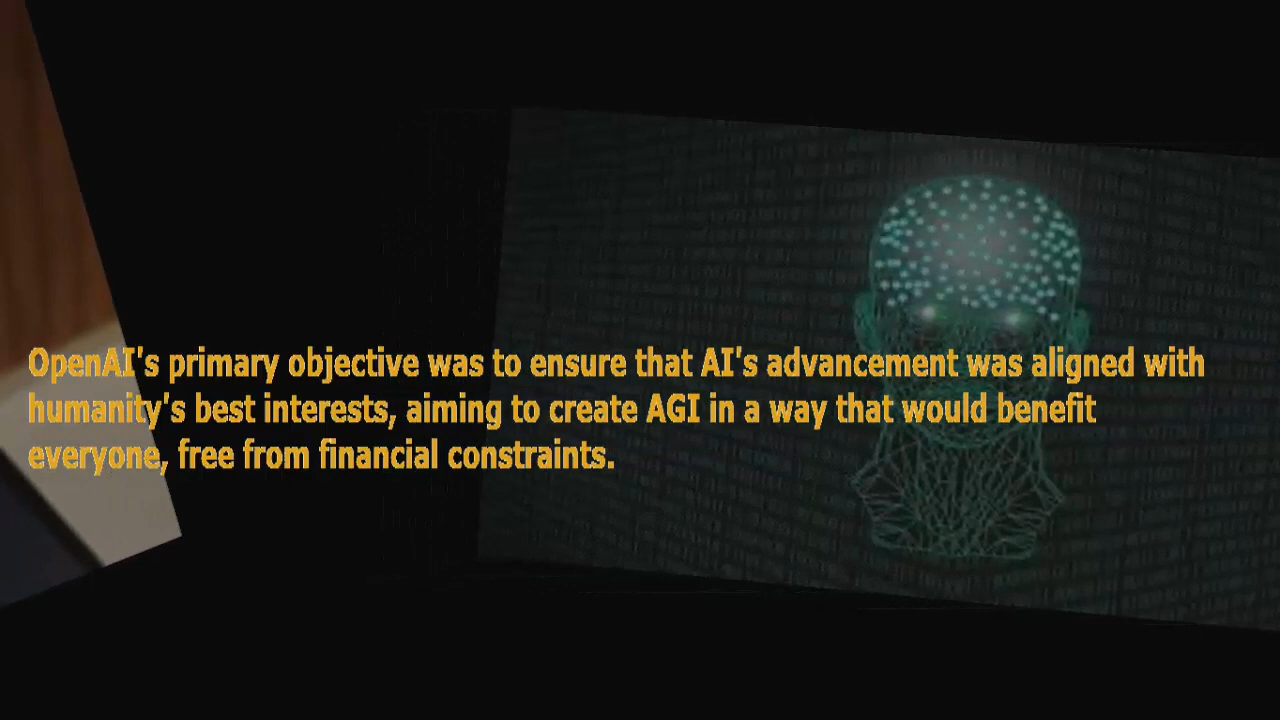 OpenAI's primary objective was to ensure that AI's advancement was aligned with
humanity's best interests, aiming to create AGI in a way that would benefit
everyone, free from financial constraints.